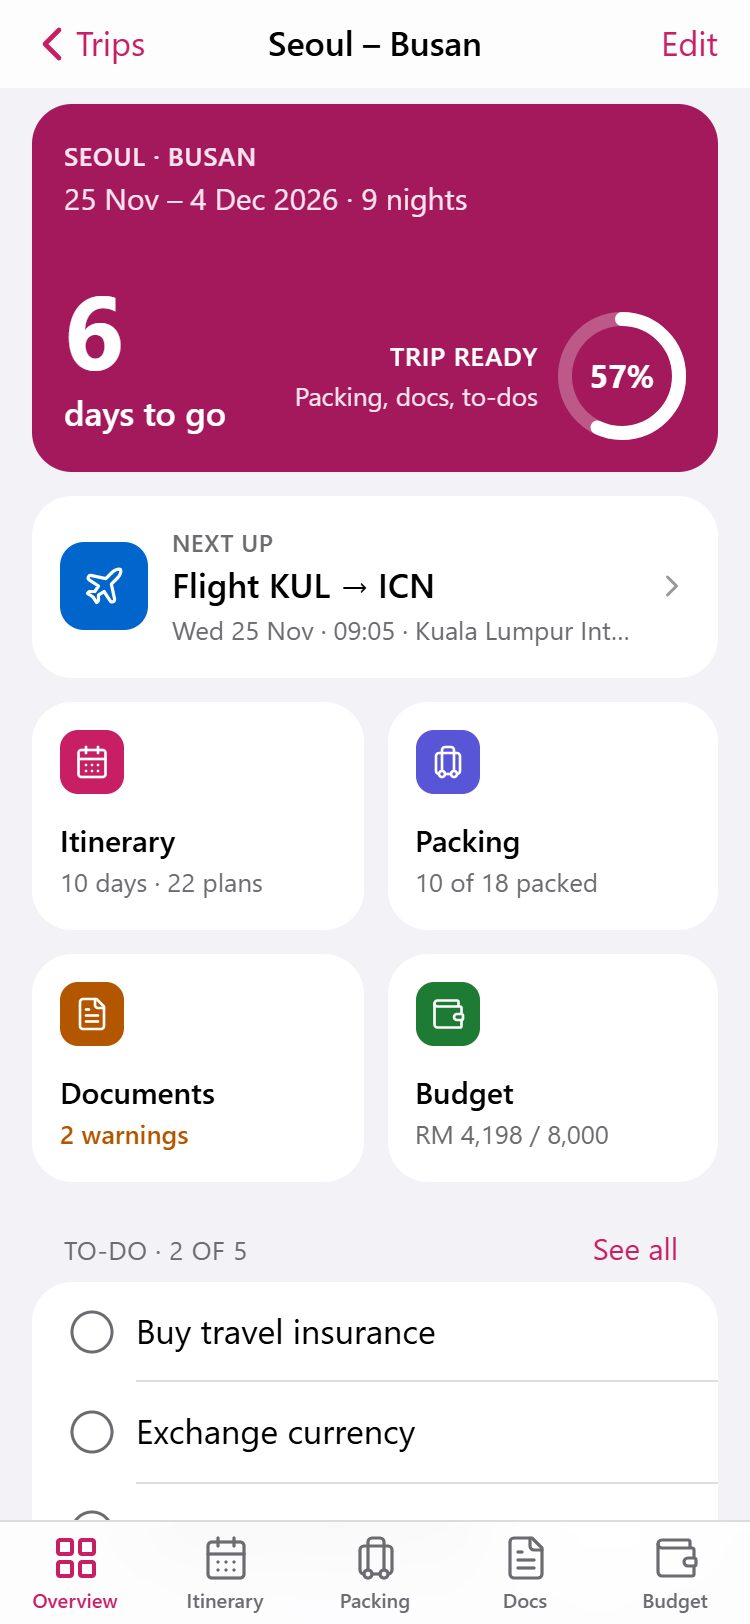 Trips
Seoul – Busan
Edit
SEOUL · BUSAN
25 Nov – 4 Dec 2026 · 9 nights
6
days to go
TRIP READY
Packing, docs, to-dos
57%
NEXT UP
Flight KUL → ICN
Wed 25 Nov · 09:05 · Kuala Lumpur Int...
Itinerary
10 days · 22 plans
Packing
10 of 18 packed
Documents
2 warnings
Budget
RM 4,198 / 8,000
TO-DO · 2 OF 5
See all
Buy travel insurance
Exchange currency
Overview
Itinerary
Packing
Docs
Budget